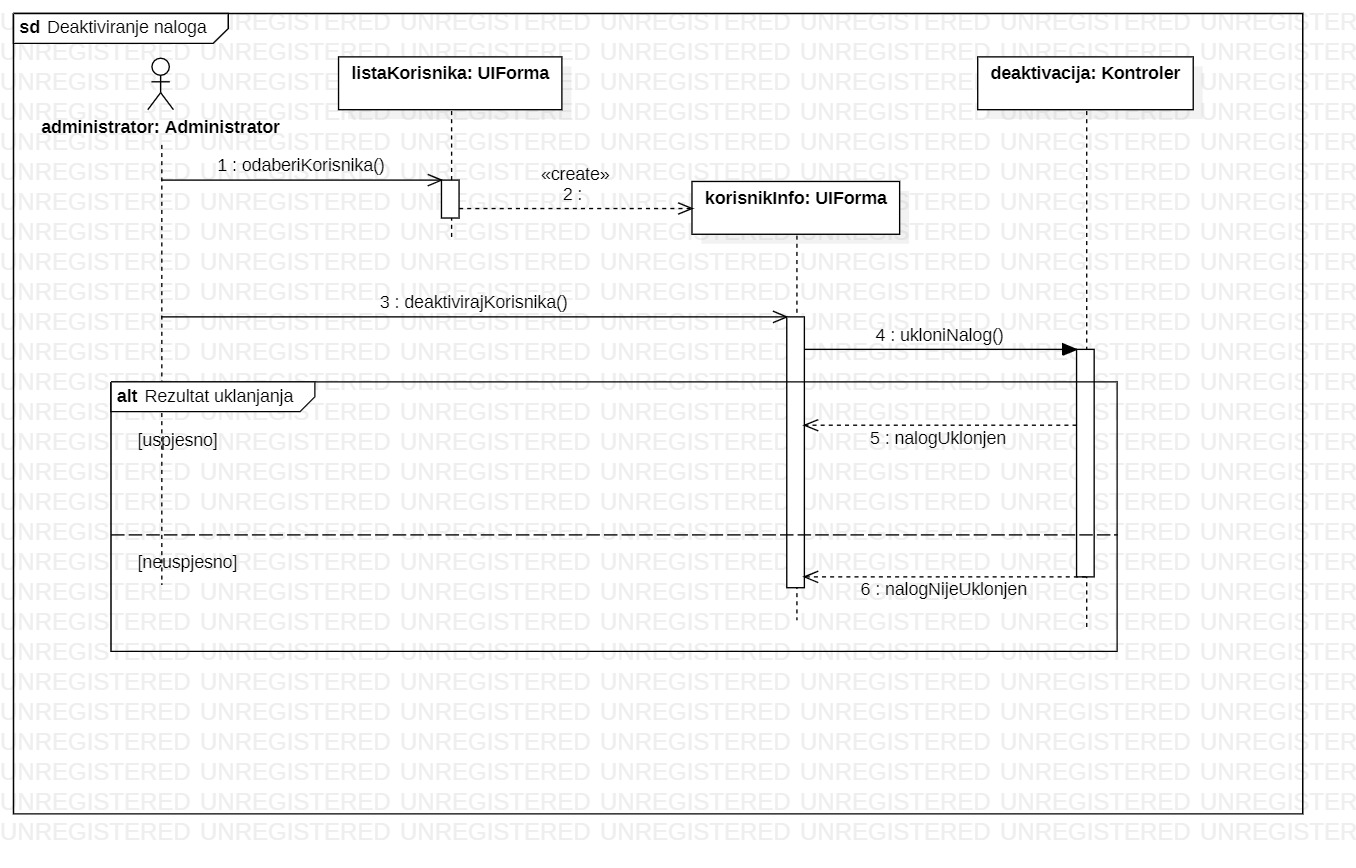 sd Deaktiviranje naloga
administrator: Administrator
listaKorisnika: UIForma
deaktivacija: Kontroler
1 : odaberiKorisnika()
«create»
2 :
korisnikInfo: UIForma
3 : deaktivirajKorisnika()
4 : ukloniNalog()
alt Rezultat uklanjanja
[uspjesno]
5 : nalogUklonjen
[neuspjesno]
6 : nalogNijeUklonjen
UNREGISTERED